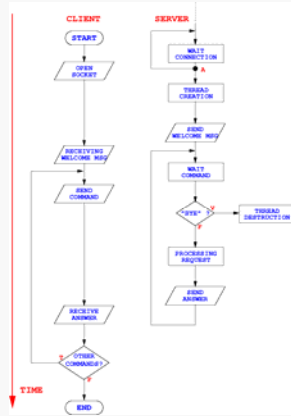 CLIENT
SERVER
START
WAIT
CONNECTION
A
OPEN
SOCKET
THREAD
CREATION
SEND
WELCOME MSG
RECEIVING
WELCOME MSG
WAIT
COMMAND
SEND
COMMAND
"BYE" ?
V
F
THREAD
DESTRUCTION
PROCESSING
REQUEST
SEND
ANSWER
RECEIVE
ANSWER
OTHER
COMMANDS?
T
F
TIME
END